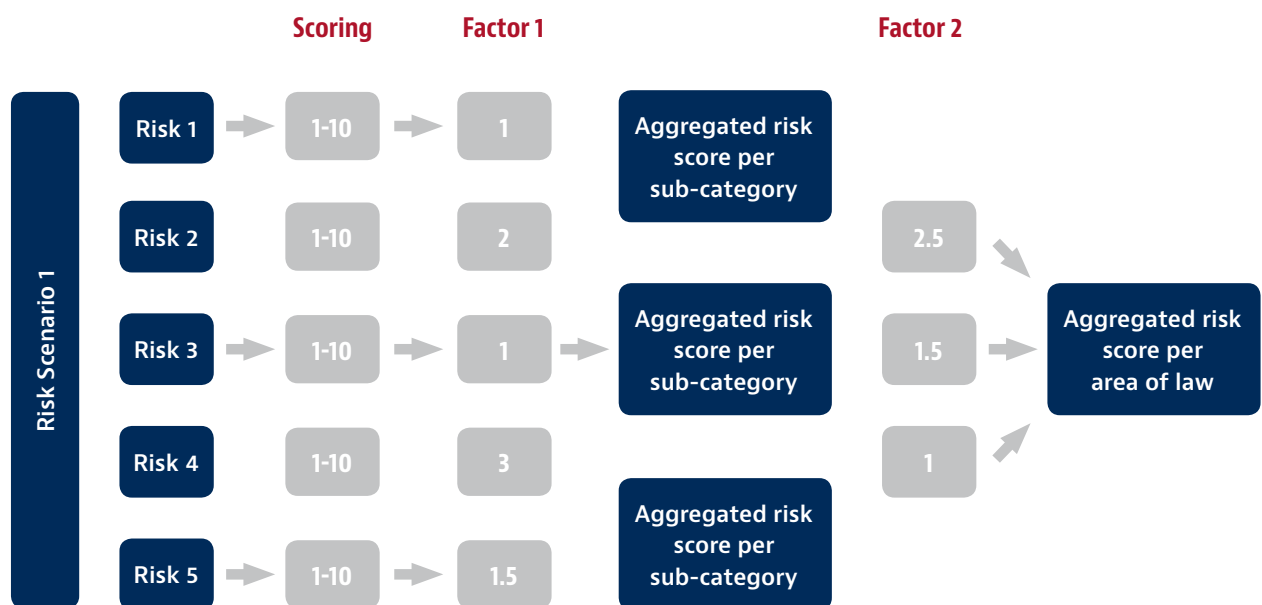 Scoring
Factor 1
Factor 2
Risk Scenario 1
Risk 1
1-10
1
Risk 2
1-10
2
Risk 3
1-10
1
Risk 4
1-10
3
Risk 5
1-10
1.5
Aggregated risk
score per
sub-category
Aggregated risk
score per
sub-category
Aggregated risk
score per
sub-category
2.5
1.5
1
Aggregated risk
score per
area of law